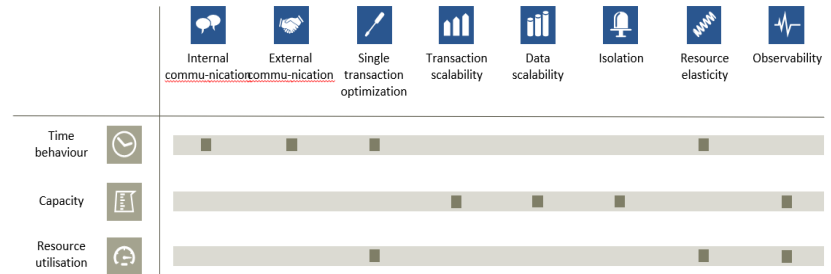 Internal
commu-nication
External
commu-nication
Single
transaction
optimization
Transaction
scalability
Data
scalability
Isolation
Resource
elasticity
Observability
Time
behaviour
Capacity
Resource
utilisation